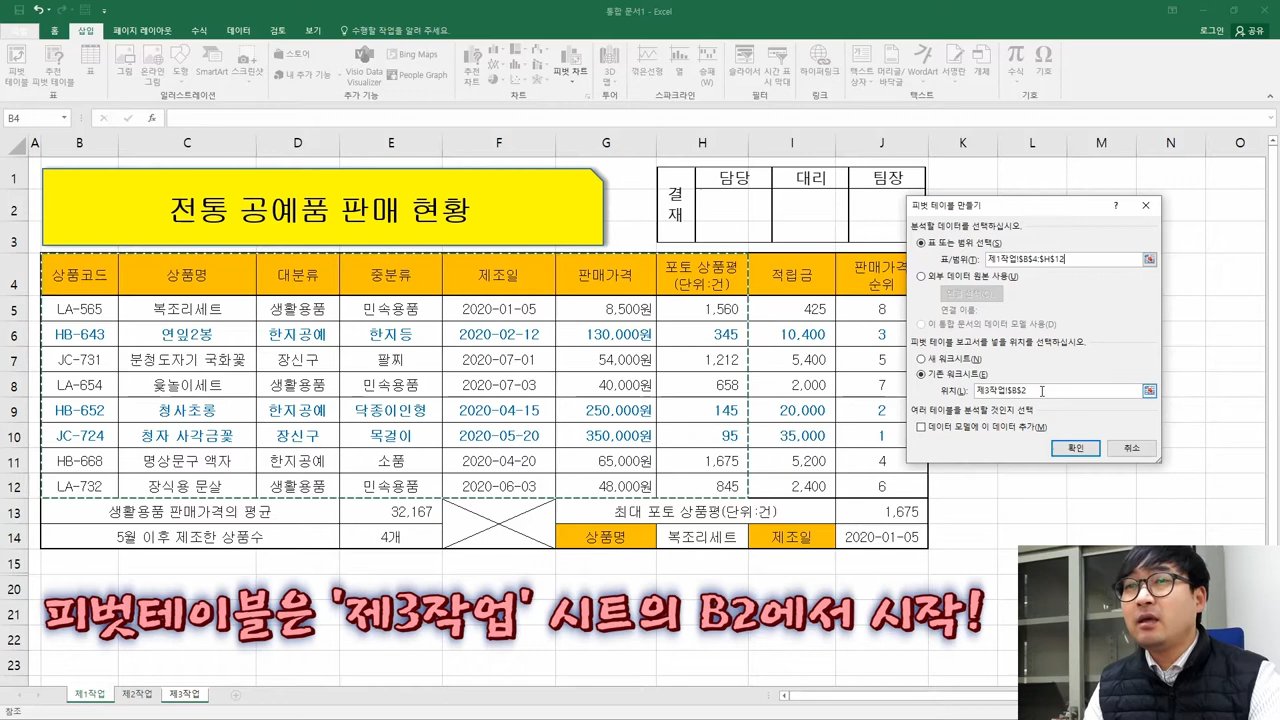 통합 문서1 - Excel
홈 삽입 페이지 레이아웃 수식 데이터 검토 보기 수행할 작업을 알려 주세요. 로그인 공유
피벗 테이블 추천 피벗 테이블 표 그림 온라인 그림 도형 SmartArt 스크린샷 스토어 내 추가 기능 Visio Data Visualizer Bing Maps People Graph 추천 차트 피벗 차트 3D 맵 꺾은선형 열 승패(W) 슬라이서 시간 표시 막대 하이퍼링크 텍스트 상자 머리글/바닥글 WordArt 서명란 개체 수식 기호
표 일러스트레이션 추가 기능 차트 투어 스파크라인 필터 링크 텍스트 기호
B4 fx
A B C D E F G H I J K L M N O
1 담당 대리 팀장
2 전통 공예품 판매 현황 결재
3
4 상품코드 상품명 대분류 중분류 제조일 판매가격 포토 상품평 (단위:건) 적립금 판매가격 순위
5 LA-565 복조리세트 생활용품 민속용품 2020-01-05 8,500원 1,560 425 8
6 HB-643 연잎2봉 한지공예 한지등 2020-02-12 130,000원 345 10,400 3
7 JC-731 분청도자기 국화꽃 장신구 팔찌 2020-07-01 54,000원 1,212 5,400 5
8 LA-654 윷놀이세트 생활용품 민속용품 2020-07-03 40,000원 658 2,000 7
9 HB-652 청사초롱 한지공예 닥종이인형 2020-04-15 250,000원 145 20,000 2
10 JC-724 청자 사각금꽃 장신구 목걸이 2020-05-20 350,000원 95 35,000 1
11 HB-668 명상문구 액자 한지공예 소품 2020-04-20 65,000원 1,675 5,200 4
12 LA-732 장식용 문살 생활용품 민속용품 2020-06-03 48,000원 845 2,400 6
13 생활용품 판매가격의 평균 32,167 최대 포토 상품평(단위:건) 1,675
14 5월 이후 제조한 상품수 4개 상품명 복조리세트 제조일 2020-01-05
15
20
21
22
23
피벗 테이블 만들기 ?
분석할 데이터를 선택하십시오.
표 또는 범위 선택(S)
표/범위(T): 제1작업!$B$4:$H$12
외부 데이터 원본 사용(U)
연결 선택(C)...
연결 이름:
이 통합 문서의 데이터 모델 사용(D)
피벗 테이블 보고서를 넣을 위치를 선택하십시오.
새 워크시트(N)
기존 워크시트(E)
위치(L): 제3작업!$B$2
여러 테이블을 분석할 것인지 선택
데이터 모델에 이 데이터 추가(M)
확인 취소
피벗테이블은 '제3작업' 시트의 B2에서 시작!
제1작업 제2작업 제3작업
참조